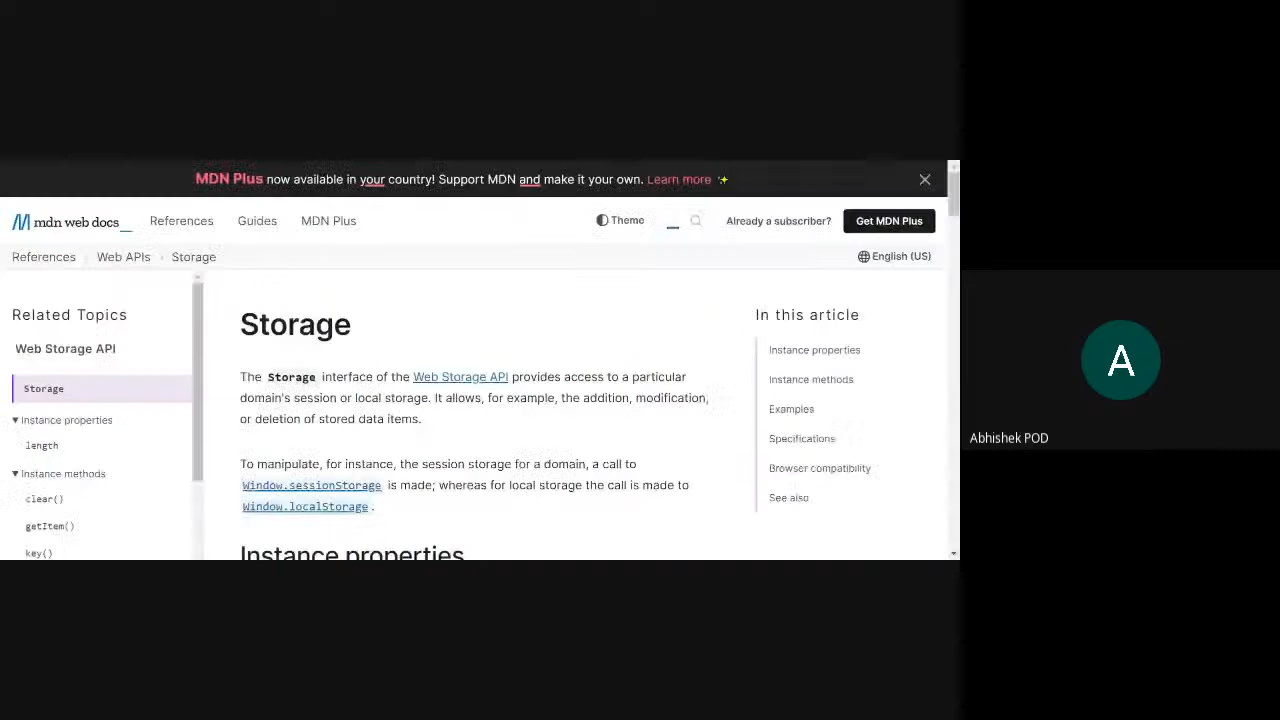 MDN Plus now available in your country! Support MDN and make it your own. Learn more ✨
mdn web docs_ References Guides MDN Plus Theme Already a subscriber? Get MDN Plus
References Web APIs Storage English (US)
Related Topics
Web Storage API
Storage
Instance properties
length
Instance methods
clear()
getItem()
key()
Storage
The Storage interface of the Web Storage API provides access to a particular
domain's session or local storage. It allows, for example, the addition, modification,
or deletion of stored data items.
To manipulate, for instance, the session storage for a domain, a call to
Window.sessionStorage is made; whereas for local storage the call is made to
Window.localStorage.
Instance properties
In this article
Instance properties
Instance methods
Examples
Specifications
Browser compatibility
See also
A
Abhishek POD